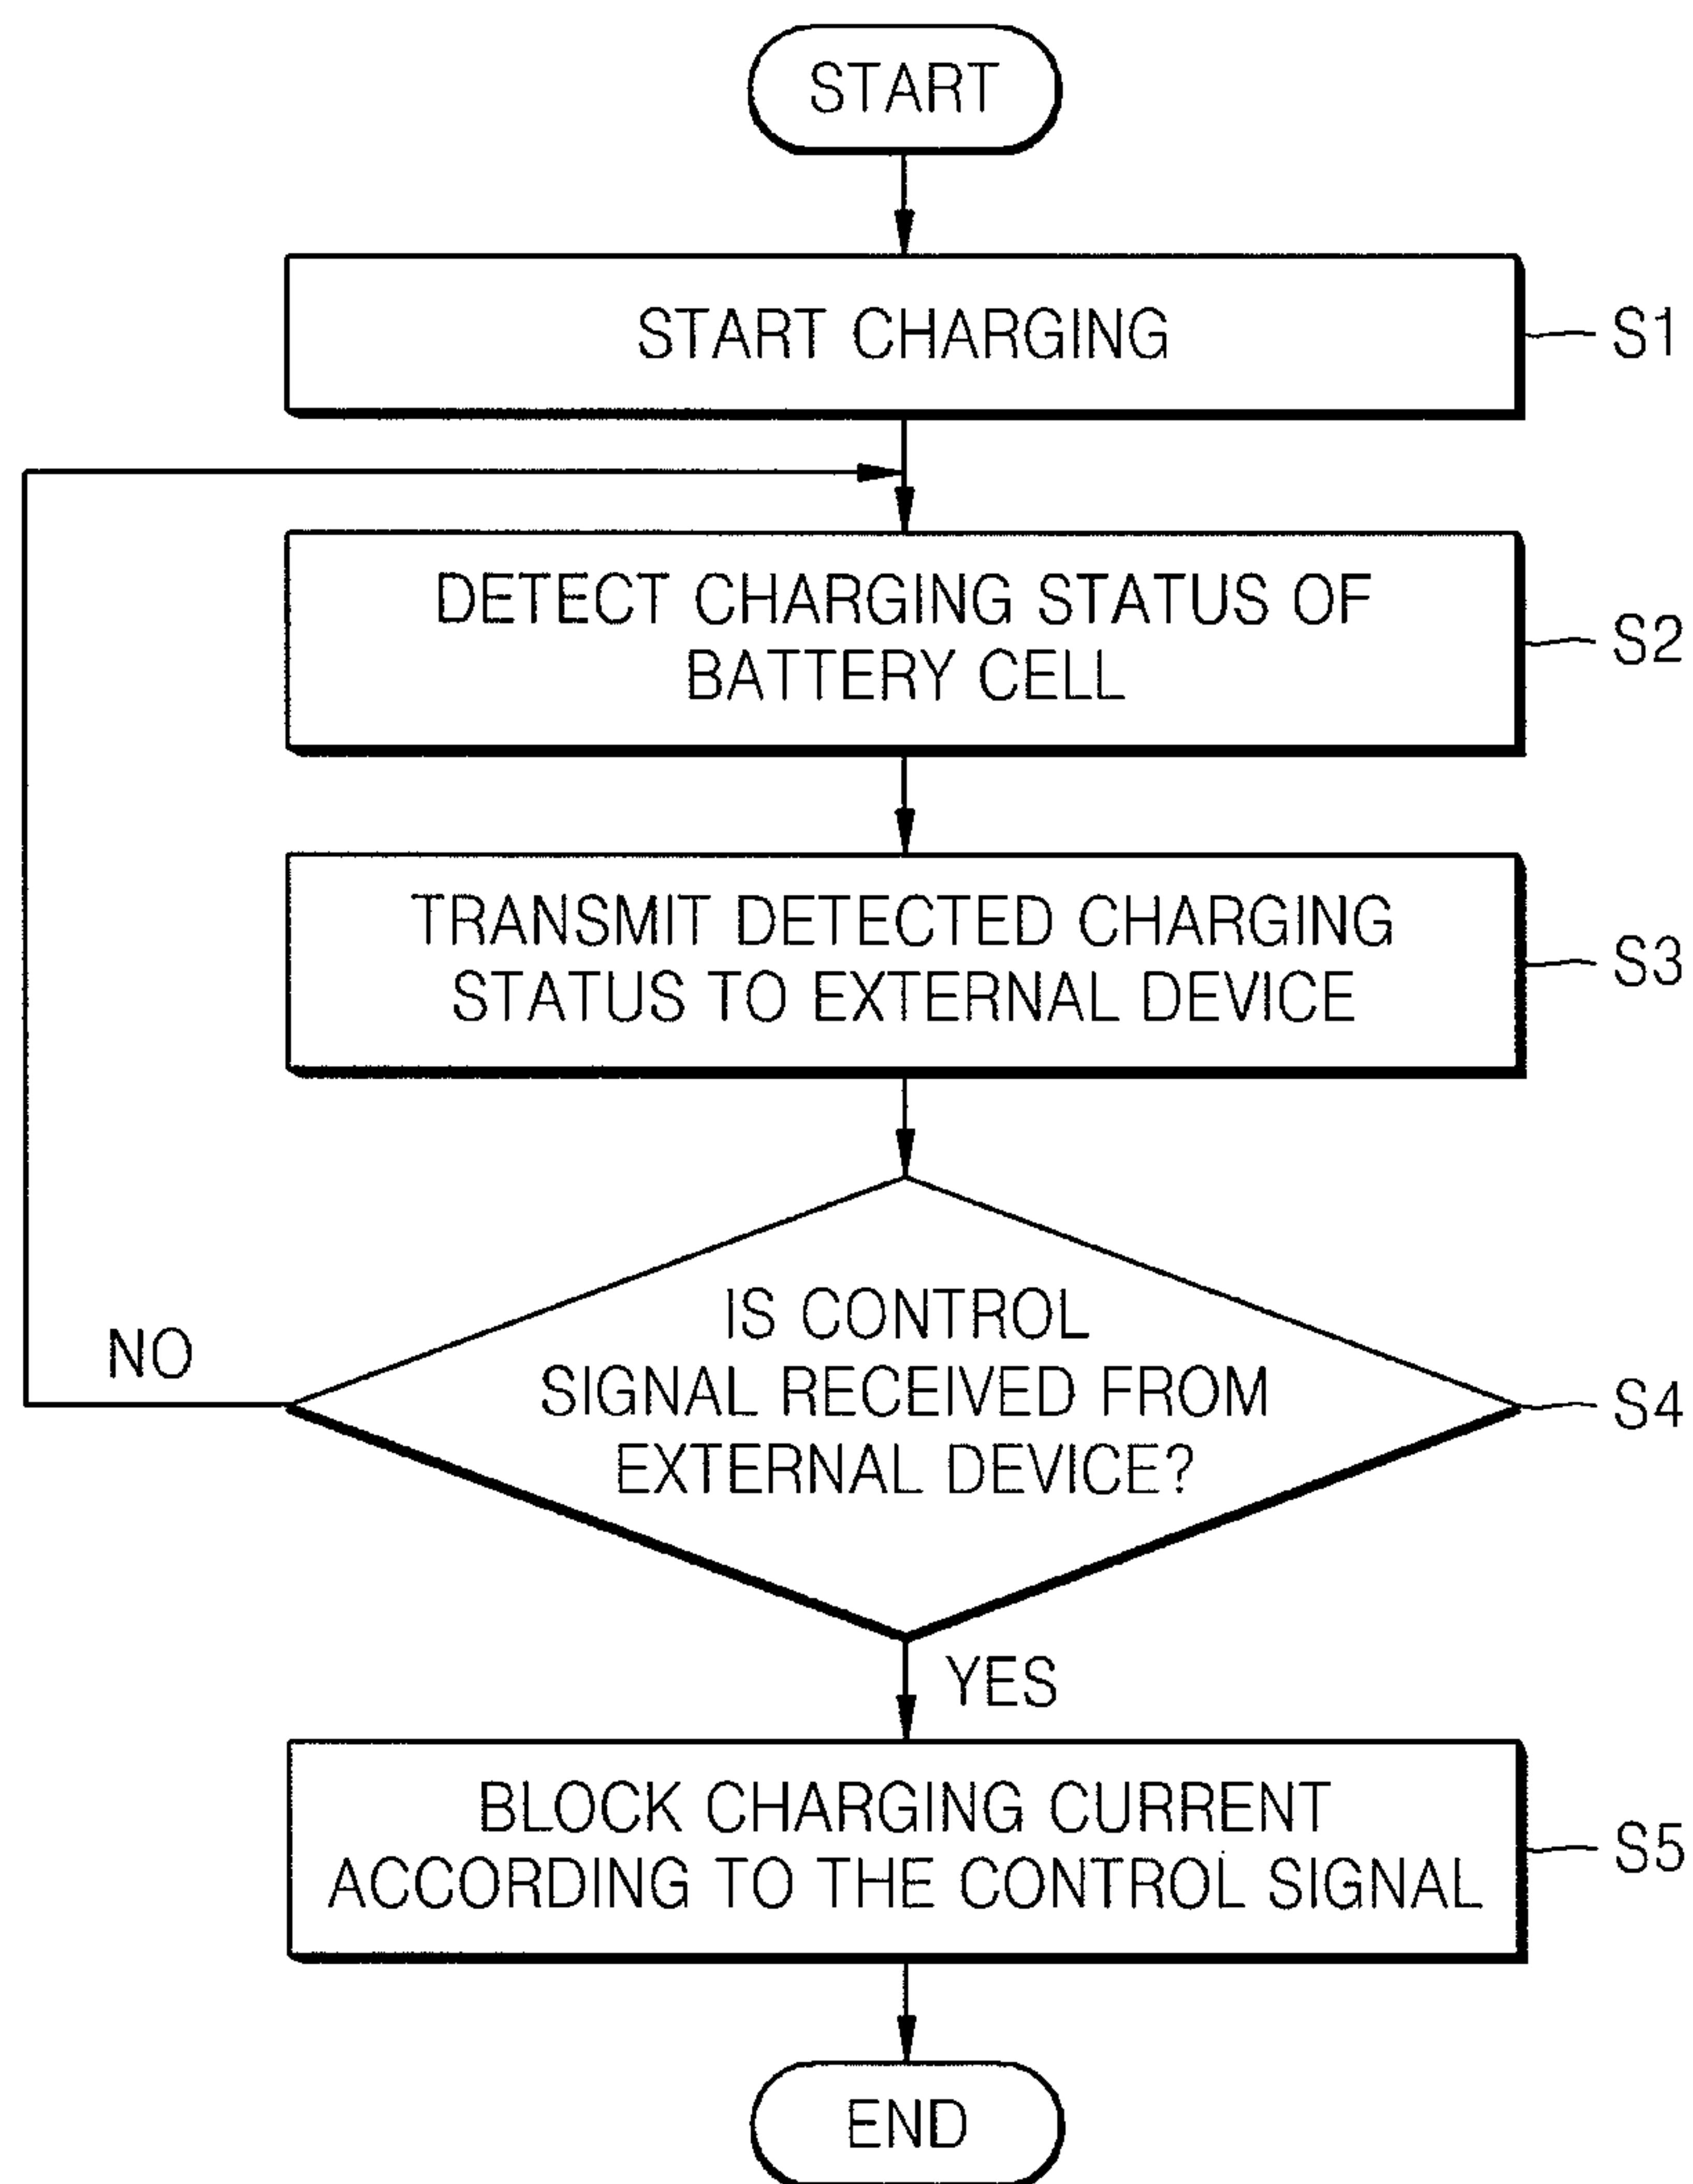 START
START CHARGING
S1
DETECT CHARGING STATUS OF
BATTERY CELL
S2
TRANSMIT DETECTED CHARGING
STATUS TO EXTERNAL DEVICE
S3
IS CONTROL
SIGNAL RECEIVED FROM
EXTERNAL DEVICE?
S4
NO
YES
BLOCK CHARGING CURRENT
ACCORDING TO THE CONTROL SIGNAL
S5
END